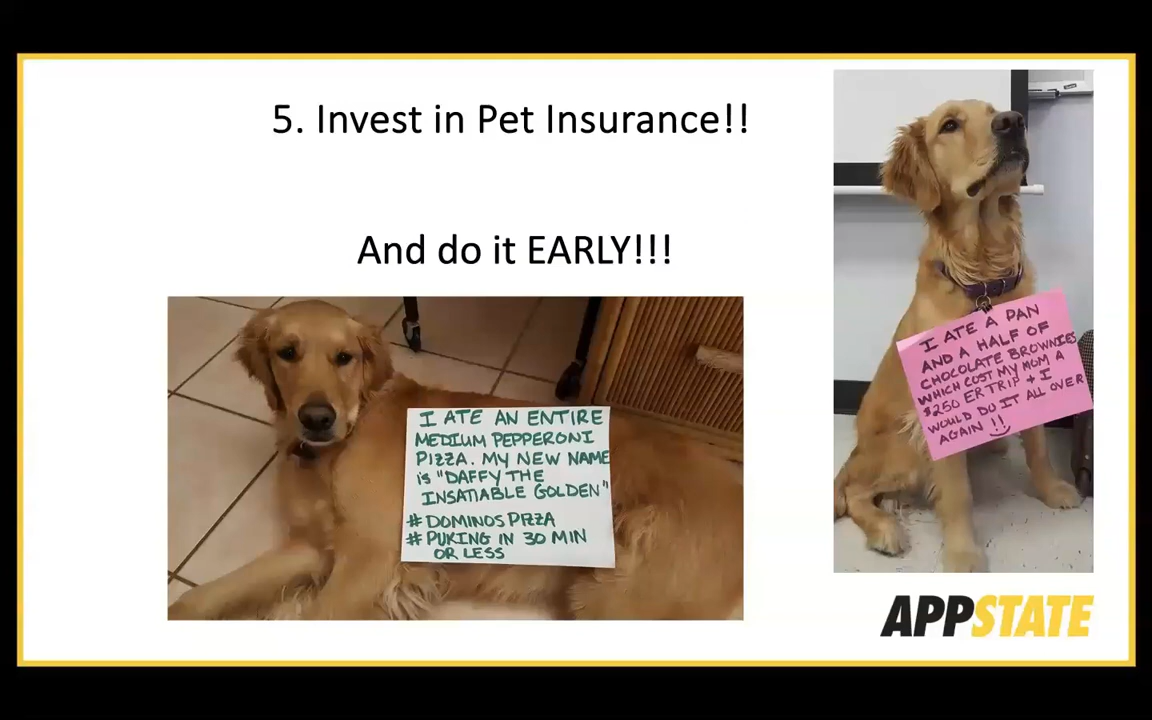 5. Invest in Pet Insurance!!
And do it EARLY!!!
I ATE AN ENTIRE
MEDIUM PEPPERONI
PIZZA. MY NEW NAME
is "DAFFY THE
INSATIABLE GOLDEN"
# DOMINOS PIZZA
# PUKING IN 30 MIN
OR LESS
I ATE A PAN
AND A HALF OF
CHOCOLATE BROWNIES
WHICH COST MY MOM A
$250 ER TRIP + I
WOULD DO IT ALL OVER
AGAIN !!
APPSTATE